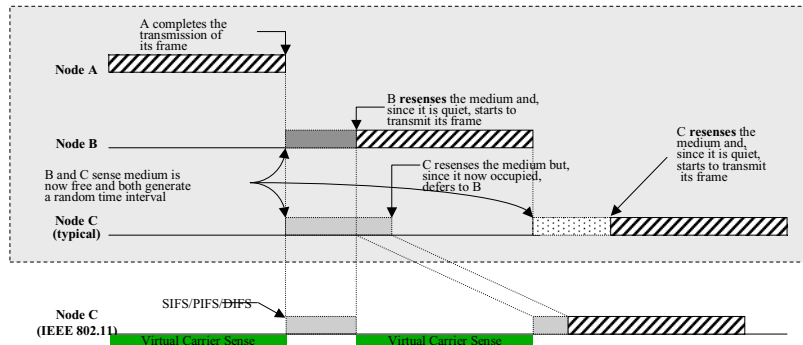 A completes the
transmission of
its frame
Node A
B resenses the medium and,
since it is quiet, starts to
transmit its frame
Node B
C resenses the
medium and,
since it is quiet,
starts to transmit
its frame
B and C sense medium is
now free and both generate
a random time interval
C resenses the medium but,
since it now occupied,
defers to B
Node C
(typical)
SIFS/PIFS/DIFS
Node C
(IEEE 802.11)
Virtual Carrier Sense
Virtual Carrier Sense